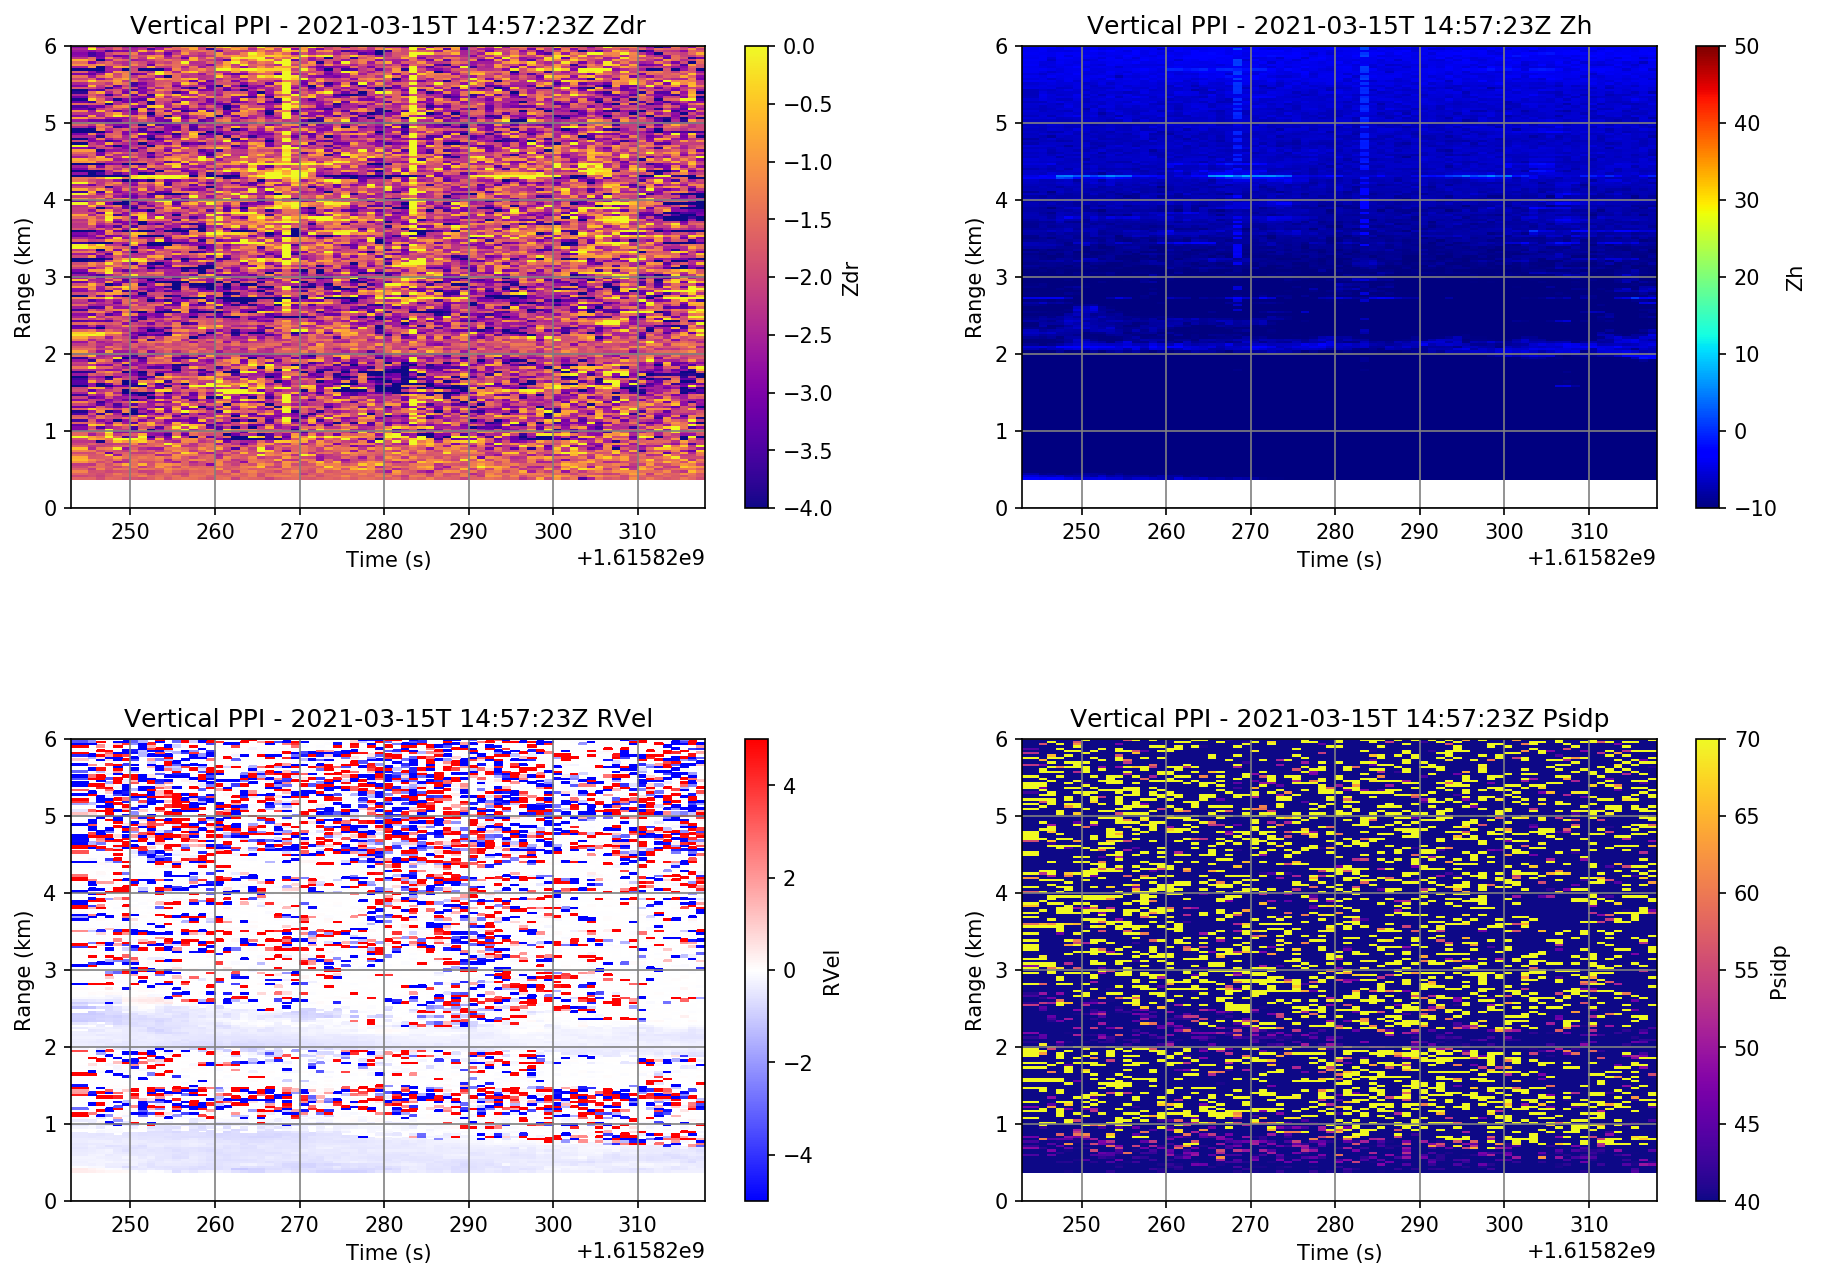 Vertical PPI - 2021-03-15T 14:57:23Z Zdr
6
5
4
3
2
1
0
Range (km)
250 260 270 280 290 300 310
Time (s)
+1.61582e9
0.0
−0.5
−1.0
−1.5
−2.0
−2.5
−3.0
−3.5
−4.0
Zdr
Vertical PPI - 2021-03-15T 14:57:23Z Zh
6
5
4
3
2
1
0
Range (km)
250 260 270 280 290 300 310
Time (s)
+1.61582e9
50
40
30
20
10
0
−10
Zh
Vertical PPI - 2021-03-15T 14:57:23Z RVel
6
5
4
3
2
1
0
Range (km)
250 260 270 280 290 300 310
Time (s)
+1.61582e9
4
2
0
−2
−4
RVel
Vertical PPI - 2021-03-15T 14:57:23Z Psidp
6
5
4
3
2
1
0
Range (km)
250 260 270 280 290 300 310
Time (s)
+1.61582e9
70
65
60
55
50
45
40
Psidp